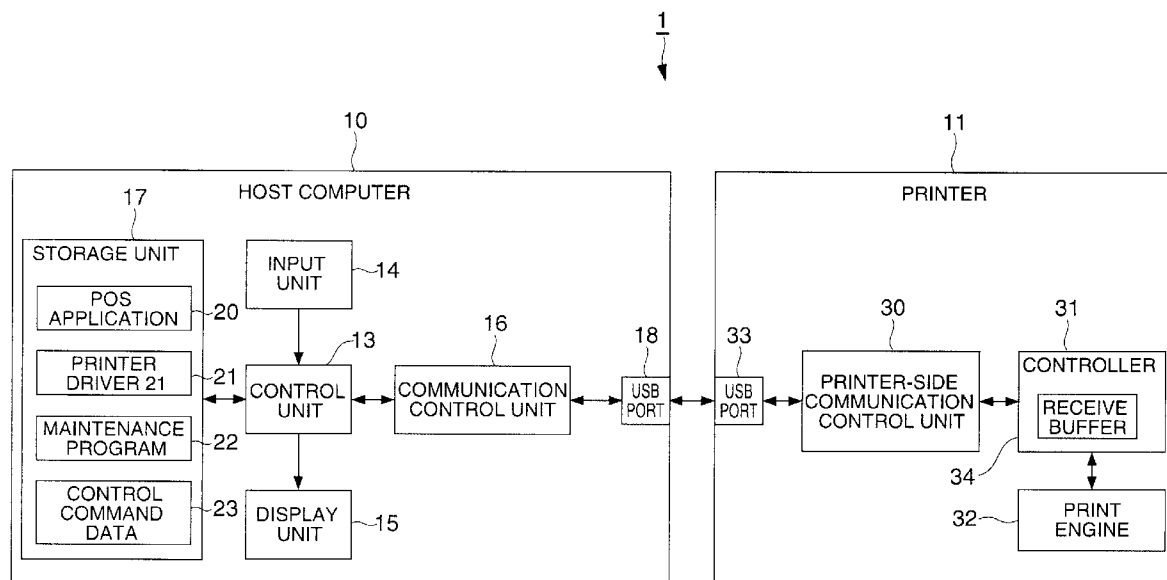 1
10
11
HOST COMPUTER
PRINTER
17
STORAGE UNIT
POS
APPLICATION
20
PRINTER
DRIVER 21
21
MAINTENANCE
PROGRAM
22
CONTROL
COMMAND
DATA
23
INPUT
UNIT
14
13
CONTROL
UNIT
DISPLAY
UNIT
15
16
COMMUNICATION
CONTROL UNIT
18
USB
PORT
33
USB
PORT
30
PRINTER-SIDE
COMMUNICATION
CONTROL UNIT
31
CONTROLLER
RECEIVE
BUFFER
34
32
PRINT
ENGINE